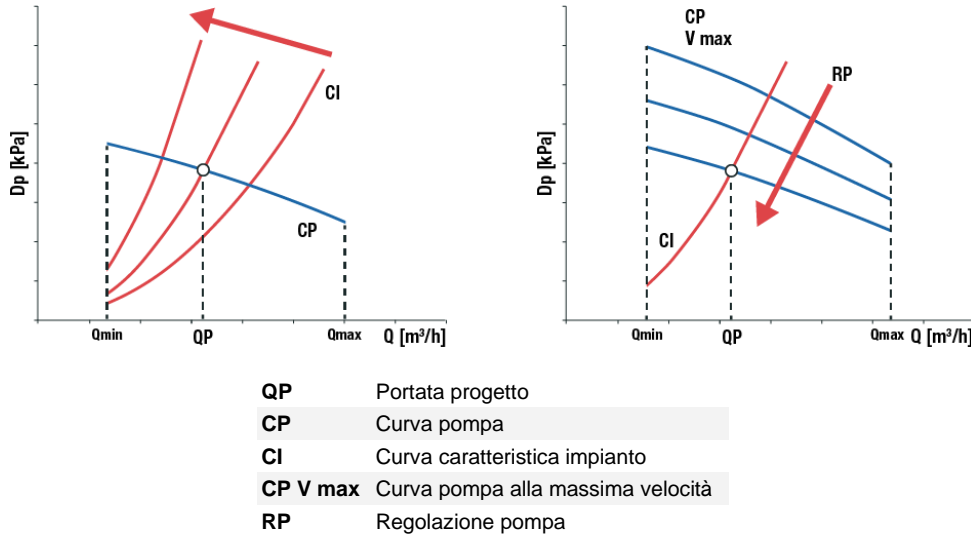 Dp [kPa]
CI
CP
Qmin
QP
Qmax
Q [m³/h]
CP
V max
RP
Dp [kPa]
CI
Qmin
QP
Qmax
Q [m³/h]
QP Portata progetto
CP Curva pompa
CI Curva caratteristica impianto
CP V max Curva pompa alla massima velocità
RP Regolazione pompa